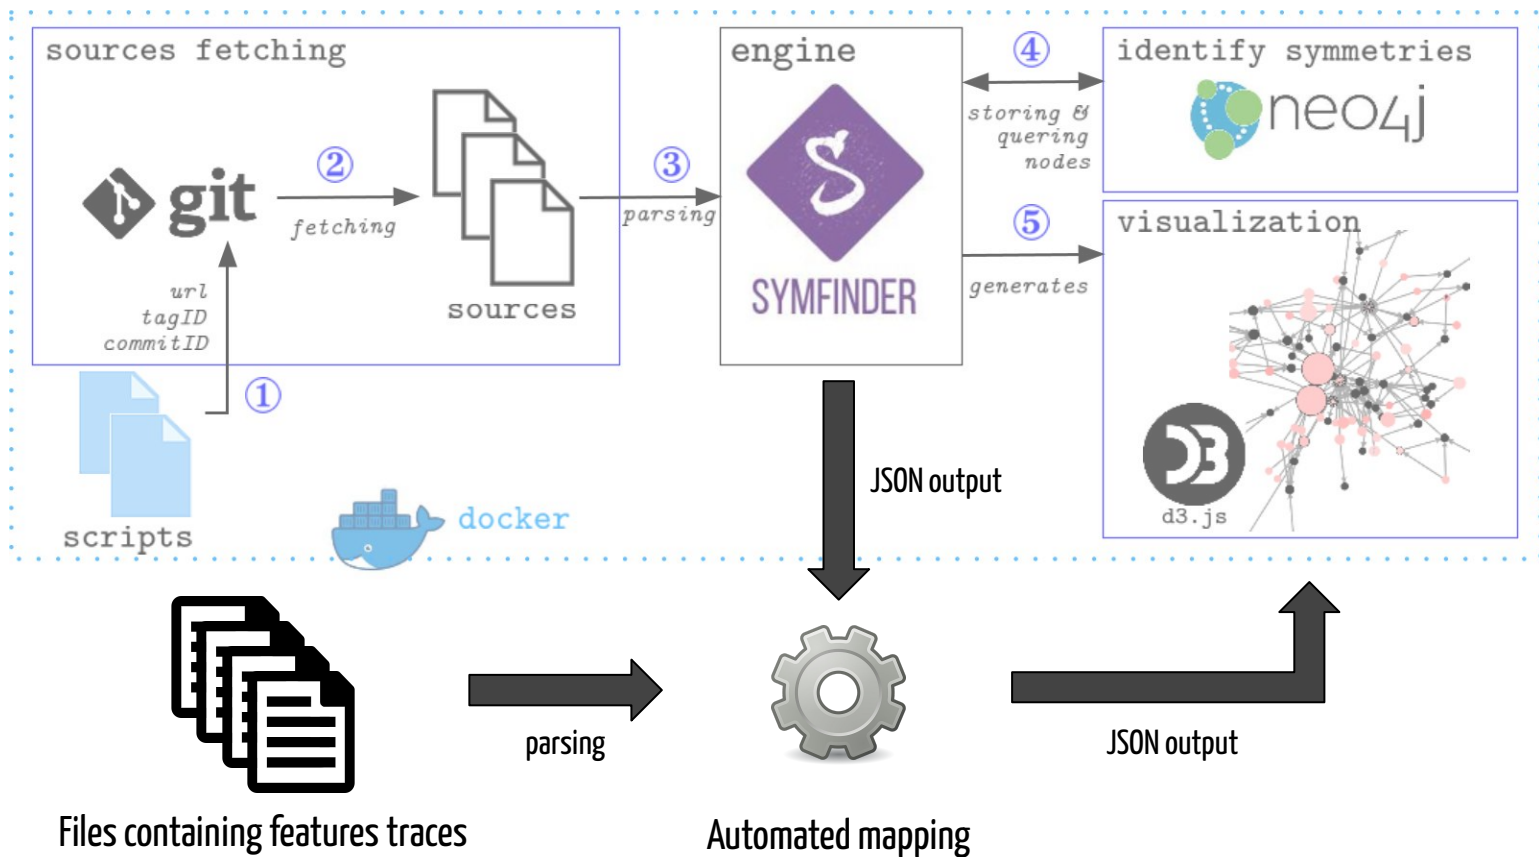 sources fetching
git
②
fetching
url
tagID
commitID
①
scripts
sources
③
parsing
engine
S
SYMFINDER
④
storing &
quering
nodes
identify symmetries
neo4j
⑤
generates
visualization
D3
d3.js
docker
JSON output
parsing
JSON output
Files containing features traces
Automated mapping